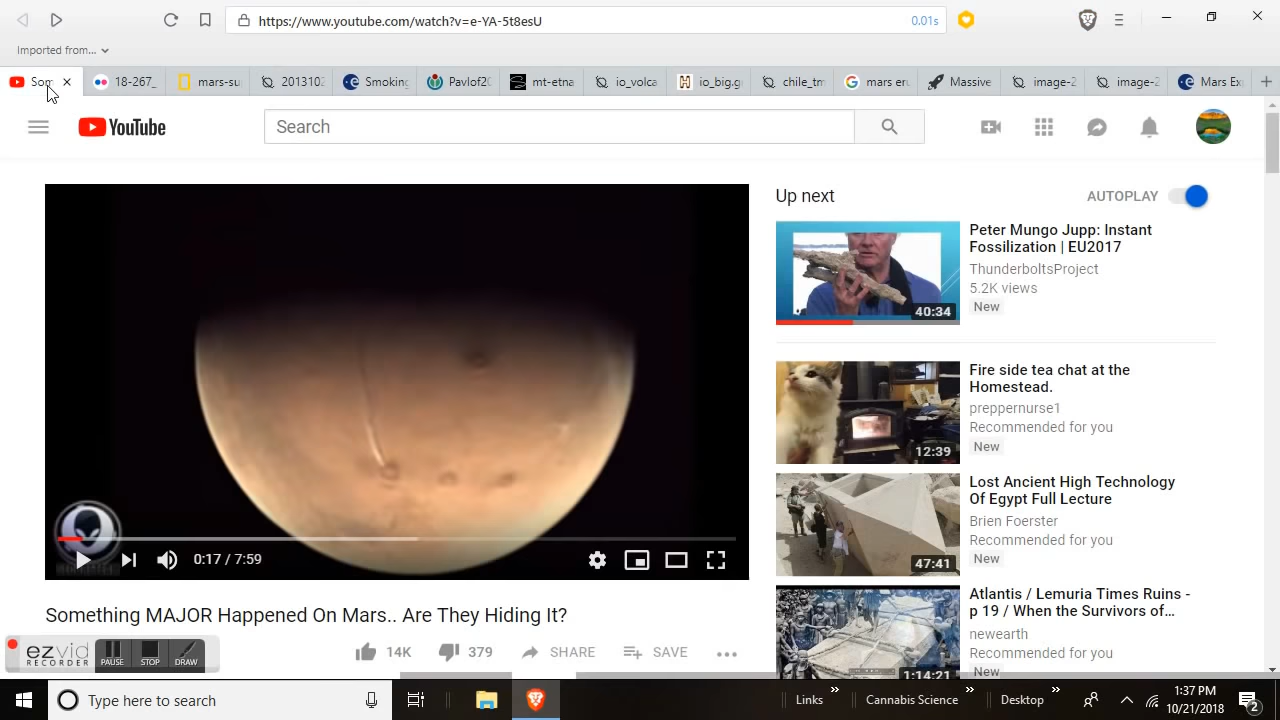 https://www.youtube.com/watch?v=e-YA-5t8esU
0.01s
Imported from...
Som
18-267
mars-su
2013102
Smoking
Pavlof20
mt-etna
io_volca
io_big.g
chile_tm
mars eru
Massive
image-2
image-2
Mars Ex
YouTube
Search
Up next
AUTOPLAY
Peter Mungo Jupp: Instant
Fossilization | EU2017
ThunderboltsProject
5.2K views
New
40:34
Fire side tea chat at the
Homestead.
preppernurse1
Recommended for you
New
12:39
Lost Ancient High Technology
Of Egypt Full Lecture
Brien Foerster
Recommended for you
New
47:41
Atlantis / Lemuria Times Ruins -
p 19 / When the Survivors of...
newearth
Recommended for you
New
1:14:21
0:17 / 7:59
Something MAJOR Happened On Mars.. Are They Hiding It?
ezvid
RECORDER
PAUSE
STOP
DRAW
14K
379
SHARE
SAVE
Type here to search
Links
Cannabis Science
Desktop
1:37 PM
10/21/2018
2